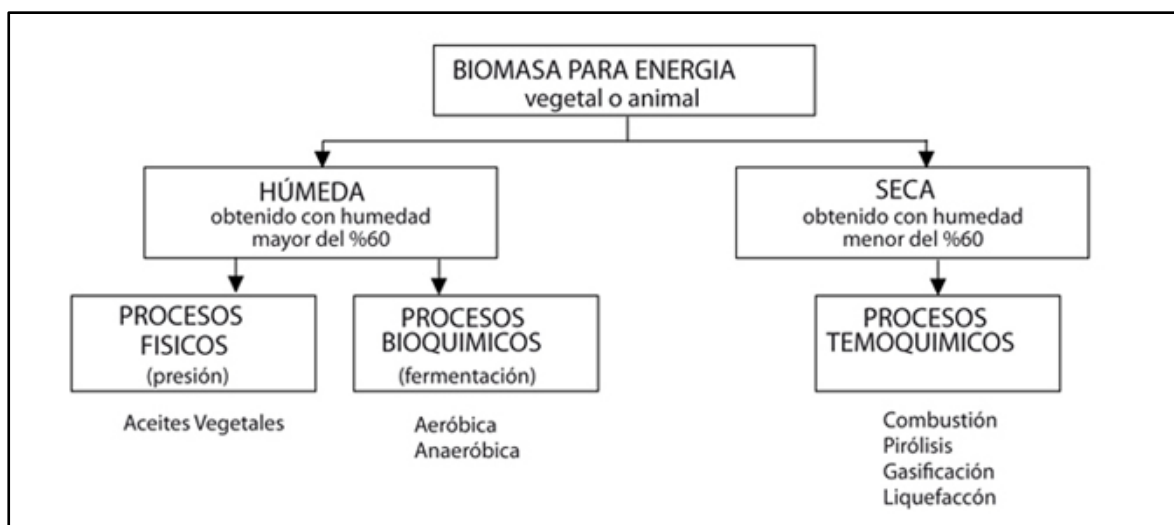 BIOMASA PARA ENERGIA
vegetal o animal
HÚMEDA
obtenido con humedad
mayor del %60
SECA
obtenido con humedad
menor del %60
PROCESOS
FISICOS
(presión)
PROCESOS
BIOQUIMICOS
(fermentación)
PROCESOS
TEMOQUIMICOS
Aceites Vegetales
Aeróbica
Anaeróbica
Combustión
Pirólisis
Gasificación
Liquefaccón